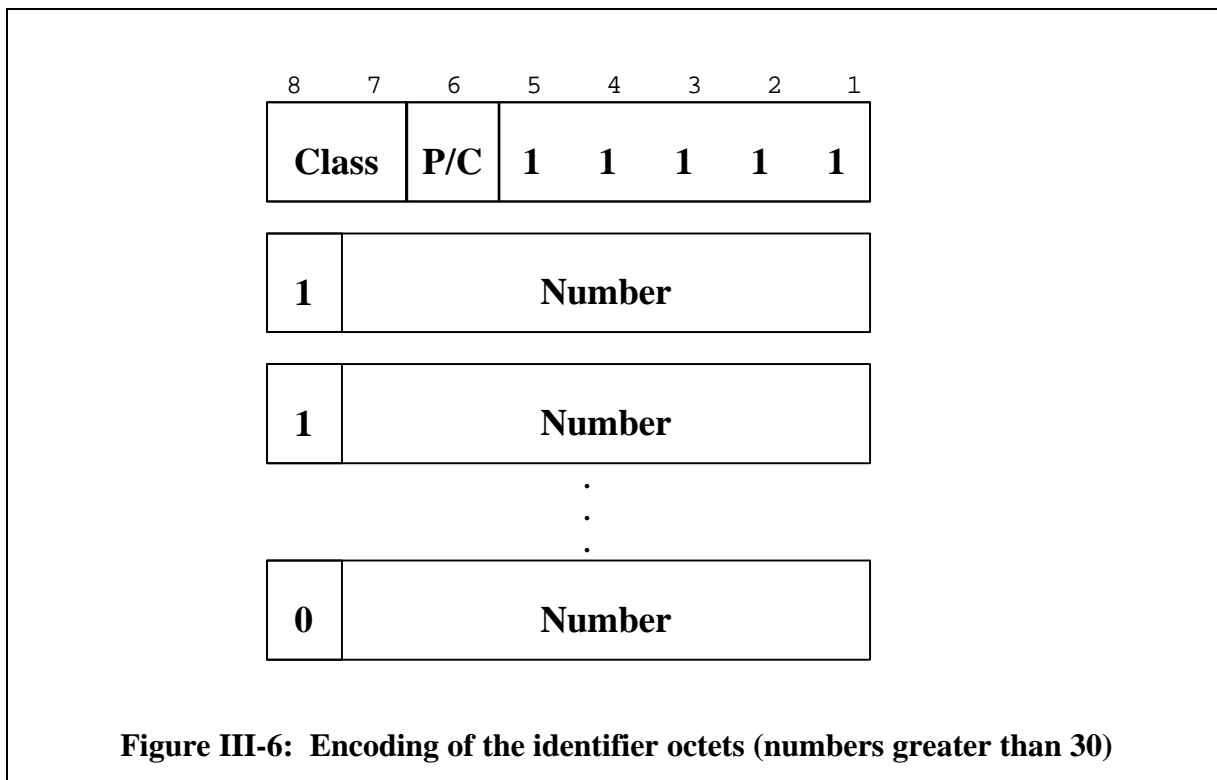 8 7 6 5 4 3 2 1
Class P/C 1 1 1 1 1
1 Number
1 Number
.
.
.
0 Number
Figure III-6: Encoding of the identifier octets (numbers greater than 30)